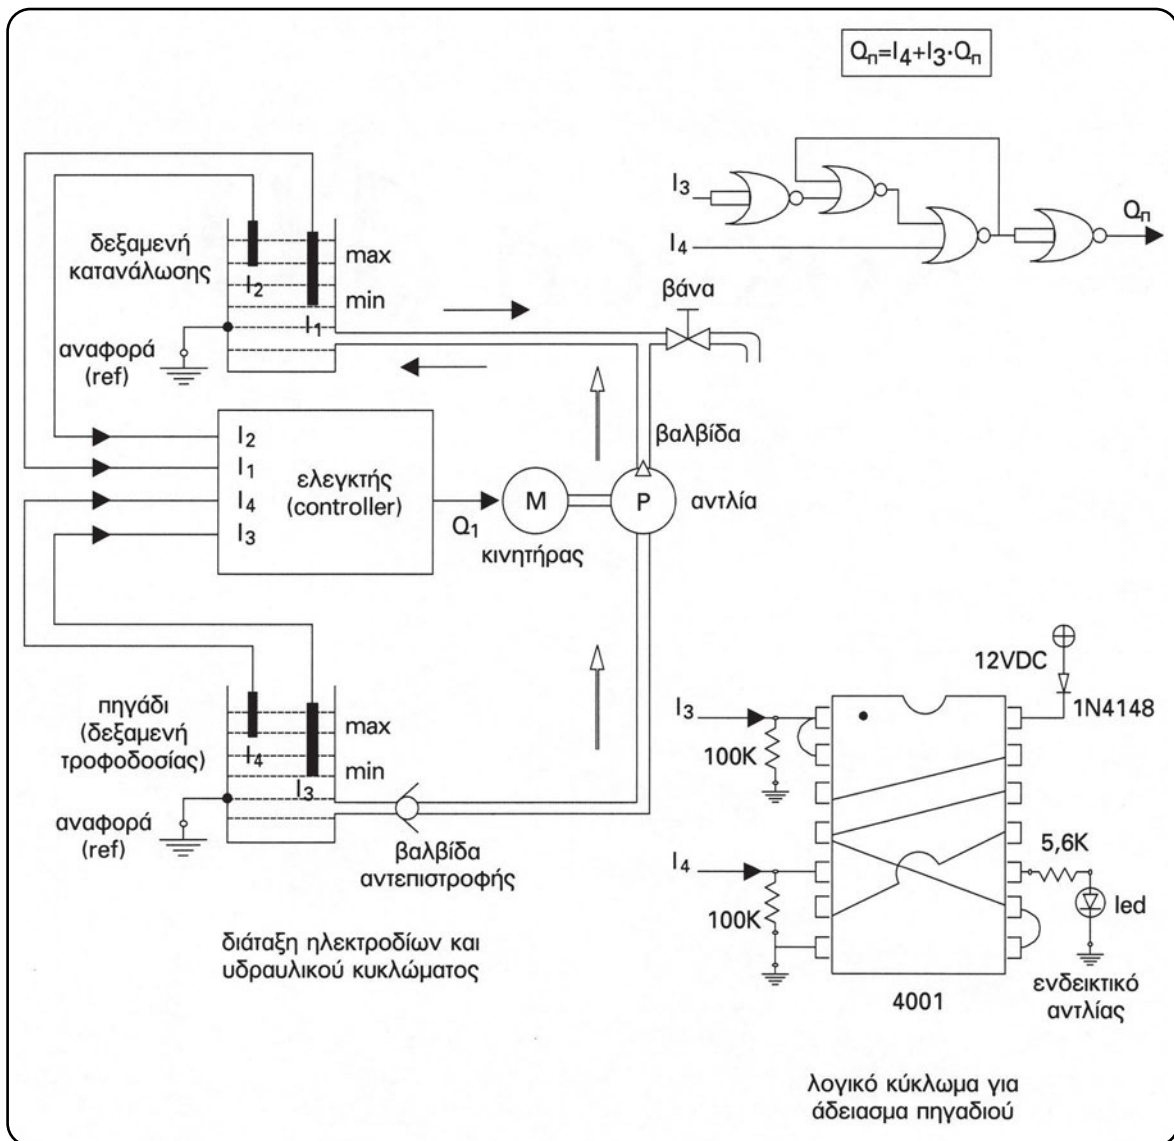 Qπ=I4+I3·Qπ
I3
I4
Qπ
δεξαμενή
κατανάλωσης
I2
I1
max
min
αναφορά
(ref)
βάνα
I2
I1
I4
I3
ελεγκτής
(controller)
Q1
M
κινητήρας
P
βαλβίδα
αντλία
πηγάδι
(δεξαμενή
τροφοδοσίας)
I4
I3
max
min
αναφορά
(ref)
βαλβίδα
αντεπιστροφής
διάταξη ηλεκτροδίων και
υδραυλικού κυκλώματος
12VDC
1N4148
I3
100K
I4
100K
5,6K
led
4001
ενδεικτικό
αντλίας
λογικό κύκλωμα για
άδειασμα πηγαδιού